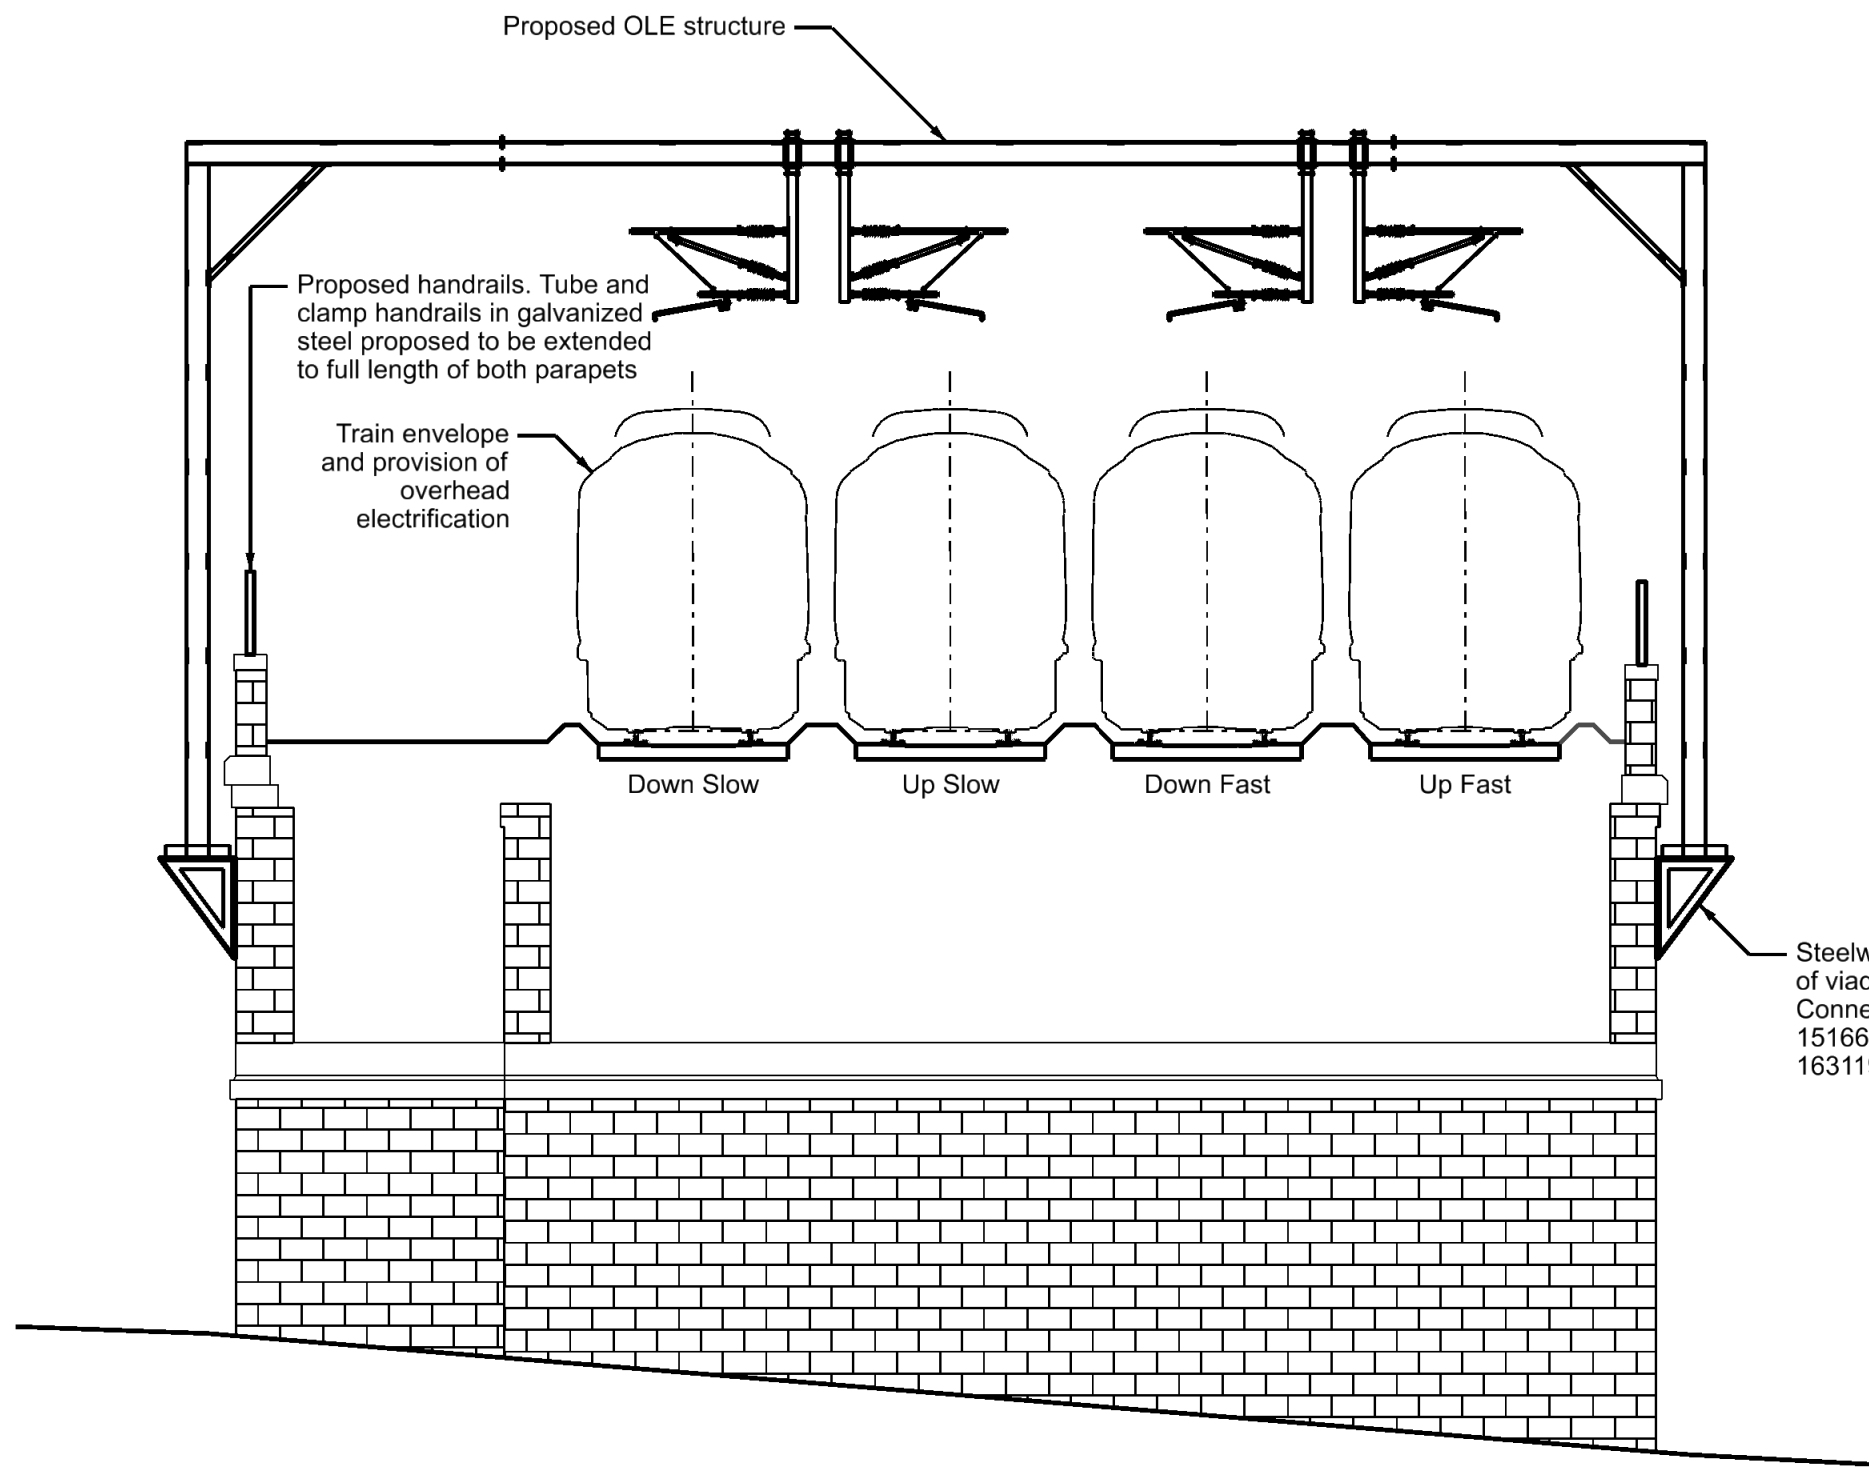 Proposed OLE structure
Proposed handrails. Tube and
clamp handrails in galvanized
steel proposed to be extended
to full length of both parapets
Train envelope
and provision of
overhead
electrification
Down Slow
Up Slow
Down Fast
Up Fast
of